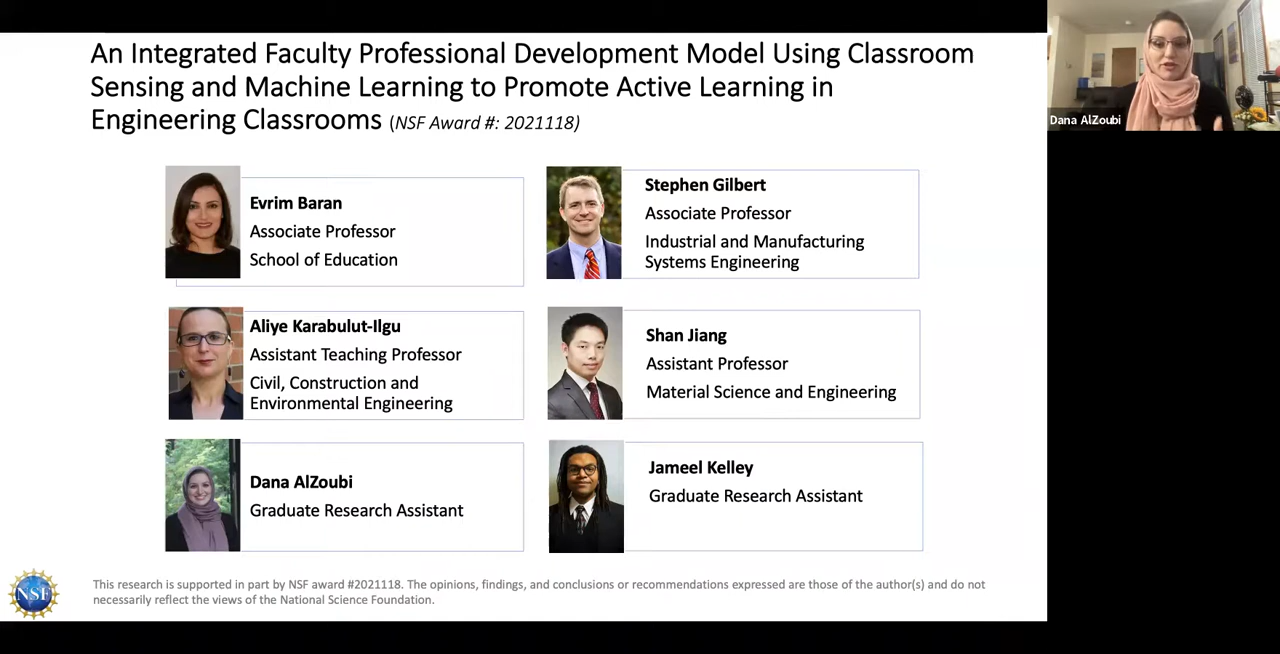 An Integrated Faculty Professional Development Model Using Classroom
Sensing and Machine Learning to Promote Active Learning in
Engineering Classrooms (NSF Award #: 2021118)
Dana AlZoubi
Evrim Baran
Associate Professor
School of Education
Stephen Gilbert
Associate Professor
Industrial and Manufacturing
Systems Engineering
Aliye Karabulut-Ilgu
Assistant Teaching Professor
Civil, Construction and
Environmental Engineering
Shan Jiang
Assistant Professor
Material Science and Engineering
Dana AlZoubi
Graduate Research Assistant
Jameel Kelley
Graduate Research Assistant
NSF
This research is supported in part by NSF award #2021118. The opinions, findings, and conclusions or recommendations expressed are those of the author(s) and do not
necessarily reflect the views of the National Science Foundation.